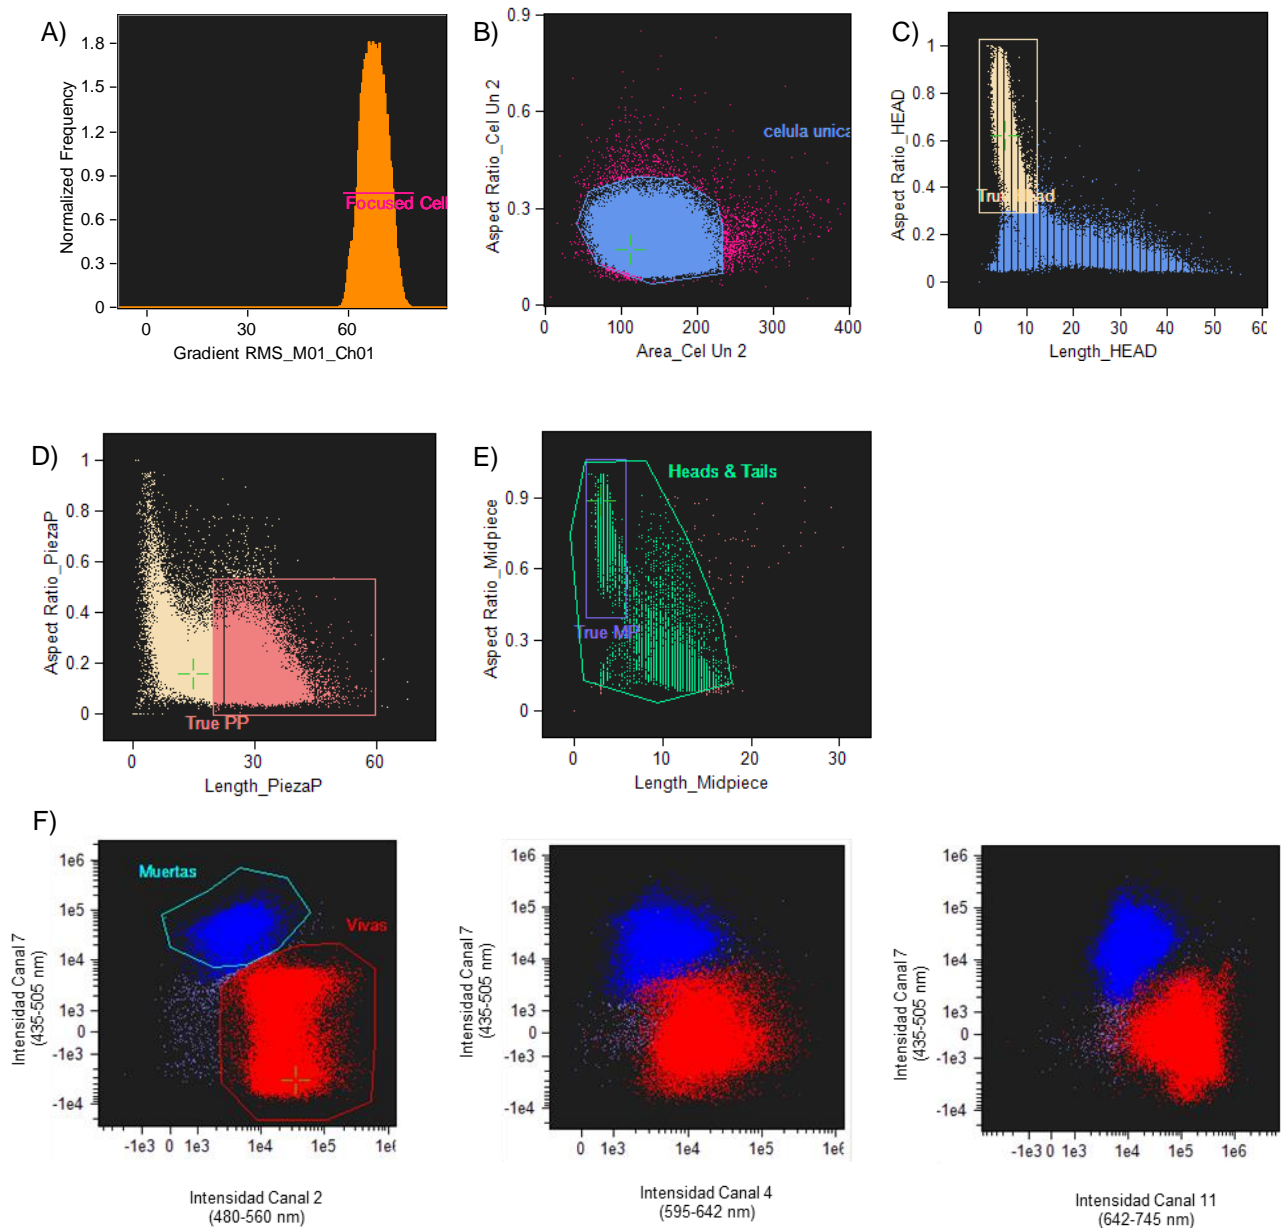 A)
1.8
1.5
1.2
0.9
0.6
0.3
0
Normalized Frequency
Focused Cell
0 60
Gradient RMS_M01_Ch01
B)
0.9
0.6
0.3
0
Aspect Ratio_Cel Un 2
celula unica
0 100 200 300 400
Area_Cel Un 2
C)
1
0.8
0.6
0.4
0.2
0
Aspect Ratio_HEAD
True Head
0 10 20 30 40 50 60
Length_HEAD
D)
1
0.8
0.6
0.4
0.2
0
Aspect Ratio_PiezaP
True PP
0 30 60
Length_PiezaP
E)
0.9
0.6
0.3
0
Aspect Ratio_Midpiece
Heads & Tails
True MP
0 10 20 30
Length_Midpiece
F)
1e6
1e5
1e4
1e3
0
-1e3
-1e4
Intensidad Canal 7
(435-505 nm)
Muertas
Vivas
-1e3 0 1e3 1e4 1e5 1e6
Intensidad Canal 2
(480-560 nm)
1e6
1e5
1e4
1e3
0
-1e3
-1e4
Intensidad Canal 7
(435-505 nm)
0 1e3 1e4 1e5 1e6
Intensidad Canal 4
(595-642 nm)
1e6
1e5
1e4
1e3
0
-1e3
-1e4
Intensidad Canal 7
(435-505 nm)
-1e3 0 1e3 1e4 1e5 1e6
Intensidad Canal 11
(642-745 nm)